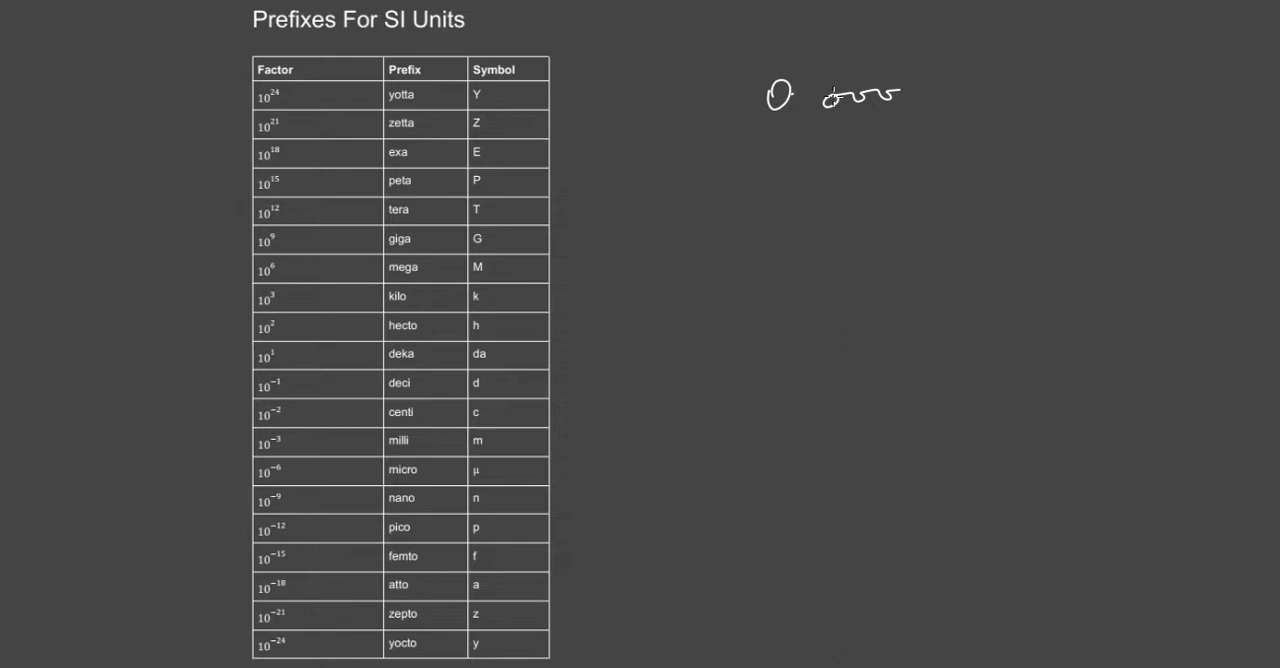 Prefixes For SI Units
Factor Prefix Symbol
10²⁴ yotta Y
10²¹ zetta Z
10¹⁸ exa E
10¹⁵ peta P
10¹² tera T
10⁹ giga G
10⁶ mega M
10³ kilo k
10² hecto h
10¹ deka da
10⁻¹ deci d
10⁻² centi c
10⁻³ milli m
10⁻⁶ micro μ
10⁻⁹ nano n
10⁻¹² pico p
10⁻¹⁵ femto f
10⁻¹⁸ atto a
10⁻²¹ zepto z
10⁻²⁴ yocto y